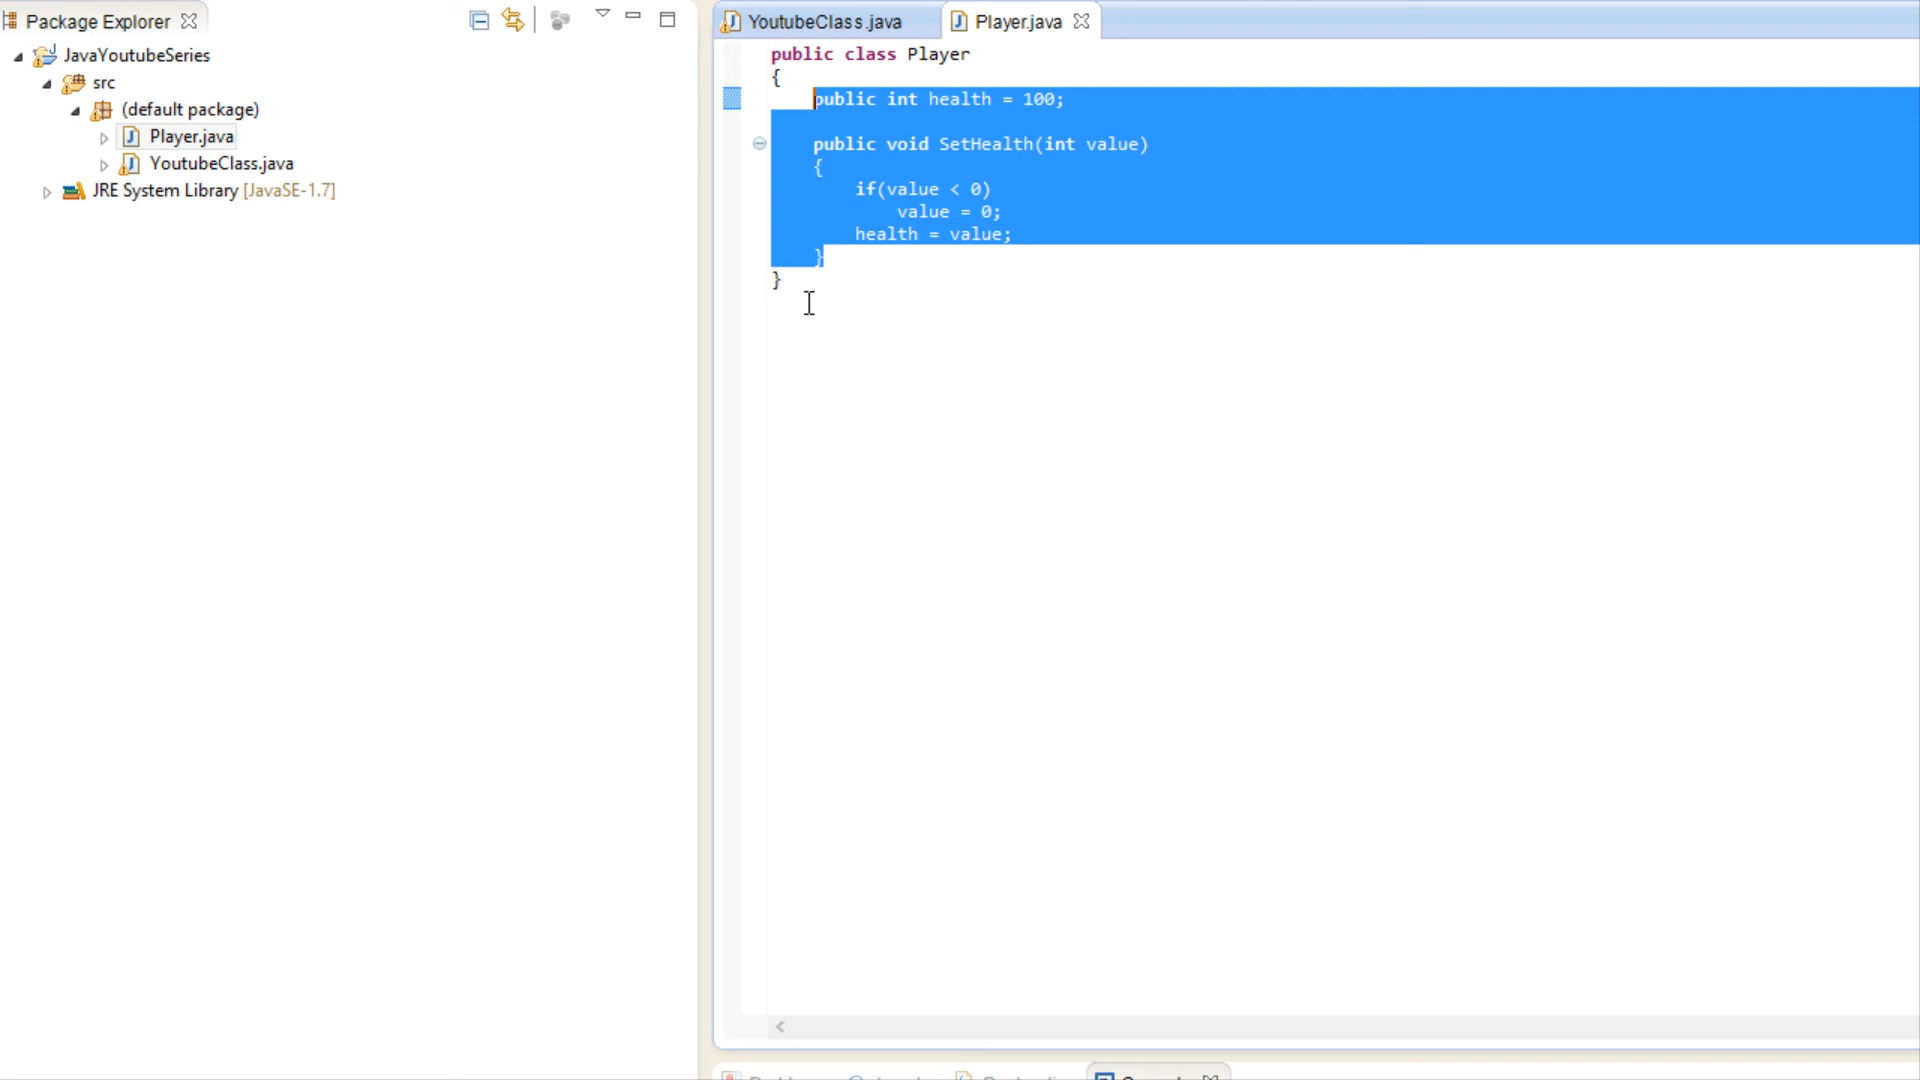 Package Explorer
JavaYoutubeSeries
src
(default package)
Player.java
YoutubeClass.java
JRE System Library [JavaSE-1.7]
YoutubeClass.java
Player.java
public class Player
{
public int health = 100;
public void SetHealth(int value)
{
if(value < 0)
value = 0;
health = value;
}
}